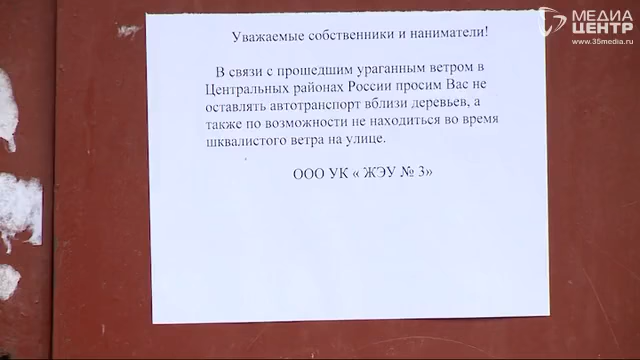 МЕДИА
ЦЕНТР
www.35media.ru
Уважаемые собственники и наниматели!
В связи с прошедшим ураганным ветром в
Центральных районах России просим Вас не
оставлять автотранспорт вблизи деревьев, а
также по возможности не находиться во время
шквалистого ветра на улице.
ООО УК « ЖЭУ № 3»